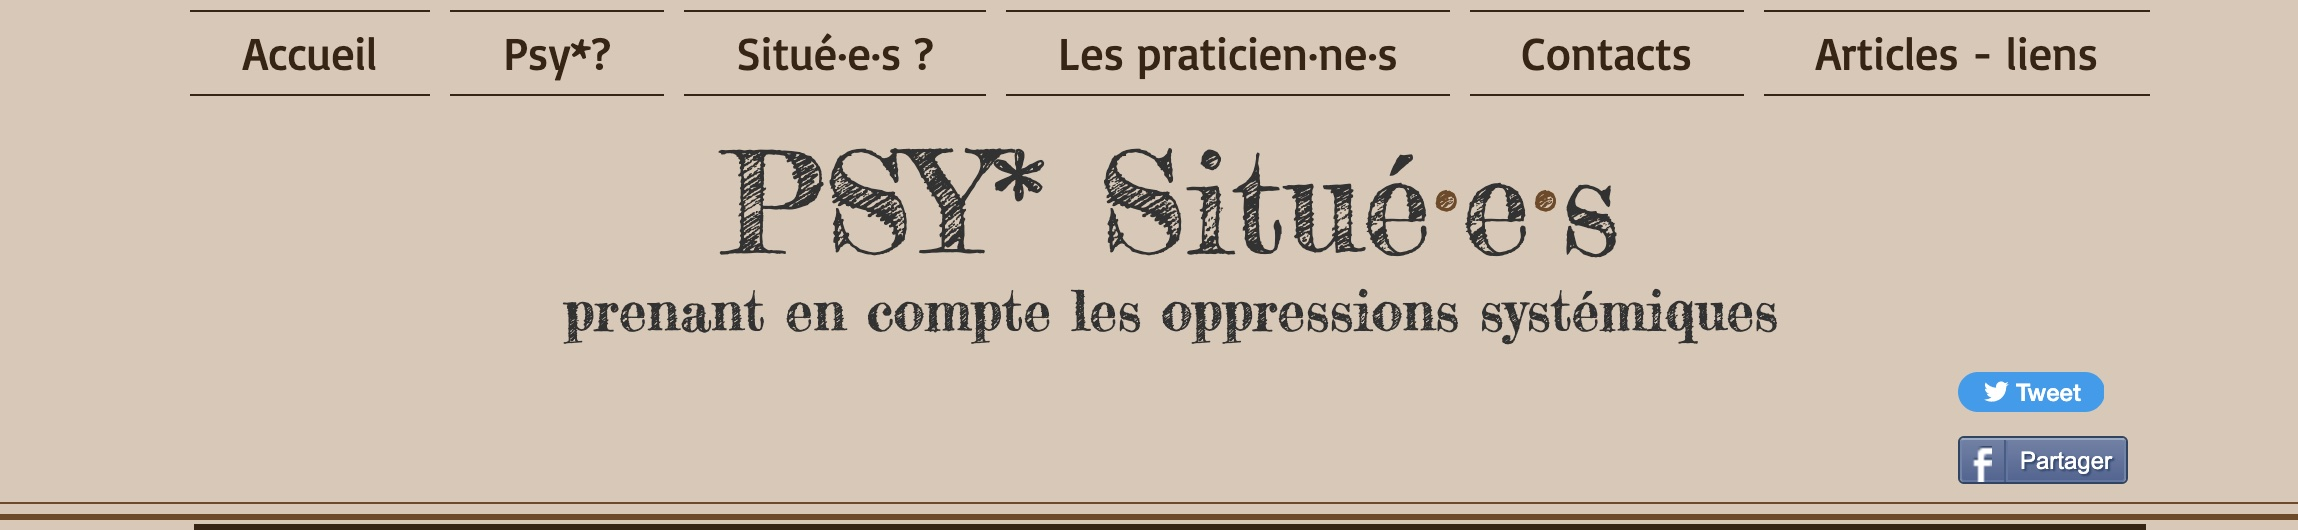 Accueil Psy*? Situé·e·s ? Les praticien·ne·s Contacts Articles - liens
PSY* Situé·e·s
prenant en compte les oppressions systémiques
Tweet
f Partager